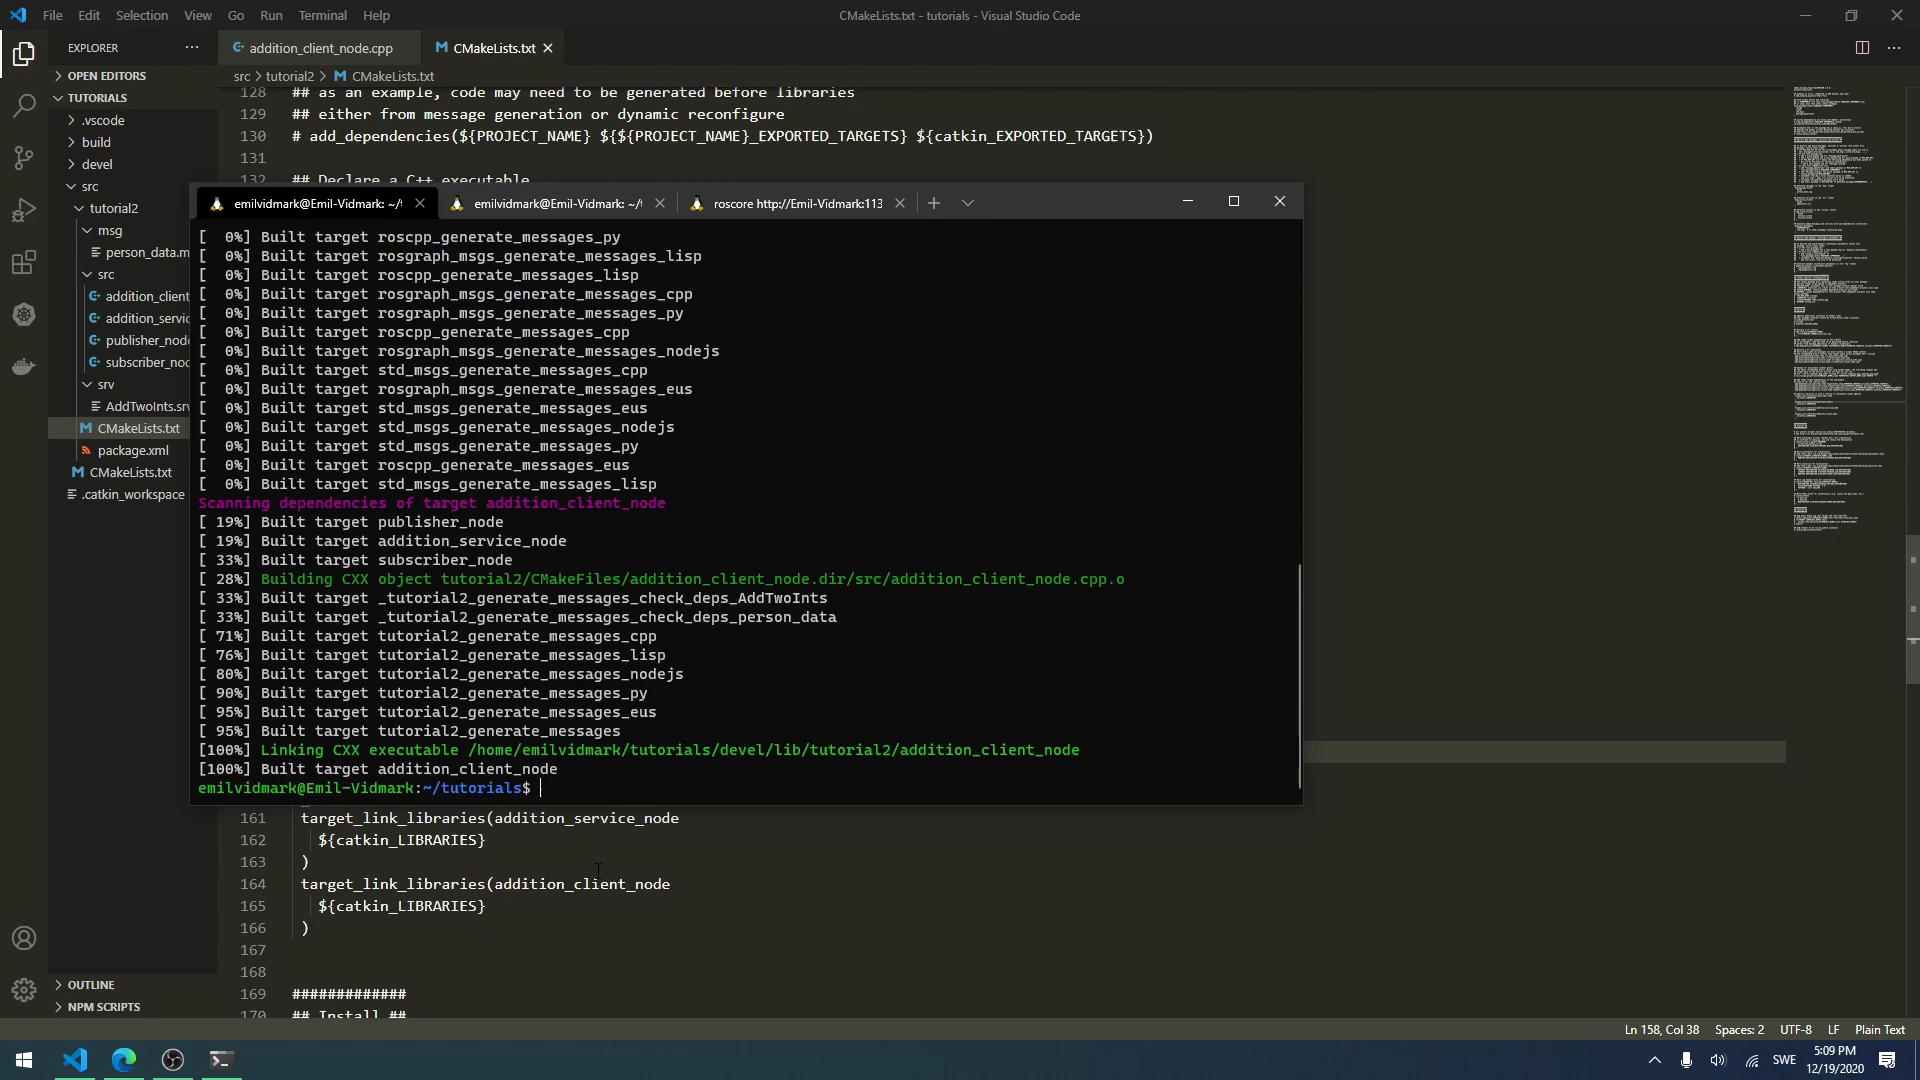 File Edit Selection View Go Run Terminal Help
CMakeLists.txt - tutorials - Visual Studio Code
EXPLORER
addition_client_node.cpp
CMakeLists.txt
OPEN EDITORS
src > tutorial2 > CMakeLists.txt
TUTORIALS
.vscode
build
devel
src
tutorial2
msg
person_data.m
src
addition_client
addition_servic
publisher_node
subscriber_noc
srv
AddTwoInts.srv
CMakeLists.txt
package.xml
CMakeLists.txt
.catkin_workspace
OUTLINE
NPM SCRIPTS
128 ## as an example, code may need to be generated before libraries
129 ## either from message generation or dynamic reconfigure
130 # add_dependencies(${PROJECT_NAME} ${${PROJECT_NAME}_EXPORTED_TARGETS} ${catkin_EXPORTED_TARGETS})
131
132 ## Declare a C++ executable
emilvidmark@Emil-Vidmark: ~/t
emilvidmark@Emil-Vidmark: ~/t
roscore http://Emil-Vidmark:113
[  0%] Built target roscpp_generate_messages_py
[  0%] Built target rosgraph_msgs_generate_messages_lisp
[  0%] Built target roscpp_generate_messages_lisp
[  0%] Built target rosgraph_msgs_generate_messages_cpp
[  0%] Built target rosgraph_msgs_generate_messages_py
[  0%] Built target roscpp_generate_messages_cpp
[  0%] Built target rosgraph_msgs_generate_messages_nodejs
[  0%] Built target std_msgs_generate_messages_cpp
[  0%] Built target rosgraph_msgs_generate_messages_eus
[  0%] Built target std_msgs_generate_messages_eus
[  0%] Built target std_msgs_generate_messages_nodejs
[  0%] Built target std_msgs_generate_messages_py
[  0%] Built target roscpp_generate_messages_eus
[  0%] Built target std_msgs_generate_messages_lisp
Scanning dependencies of target addition_client_node
[ 19%] Built target publisher_node
[ 19%] Built target addition_service_node
[ 33%] Built target subscriber_node
[ 28%] Building CXX object tutorial2/CMakeFiles/addition_client_node.dir/src/addition_client_node.cpp.o
[ 33%] Built target _tutorial2_generate_messages_check_deps_AddTwoInts
[ 33%] Built target _tutorial2_generate_messages_check_deps_person_data
[ 71%] Built target tutorial2_generate_messages_cpp
[ 76%] Built target tutorial2_generate_messages_lisp
[ 80%] Built target tutorial2_generate_messages_nodejs
[ 90%] Built target tutorial2_generate_messages_py
[ 95%] Built target tutorial2_generate_messages_eus
[ 95%] Built target tutorial2_generate_messages
[100%] Linking CXX executable /home/emilvidmark/tutorials/devel/lib/tutorial2/addition_client_node
[100%] Built target addition_client_node
emilvidmark@Emil-Vidmark:~/tutorials$
161 target_link_libraries(addition_service_node
162 ${catkin_LIBRARIES}
163 )
164 target_link_libraries(addition_client_node
165 ${catkin_LIBRARIES}
166 )
167
168
169 #############
170 ## Install ##
Ln 158, Col 38 Spaces: 2 UTF-8 LF Plain Text
SWE
5:09 PM
12/19/2020